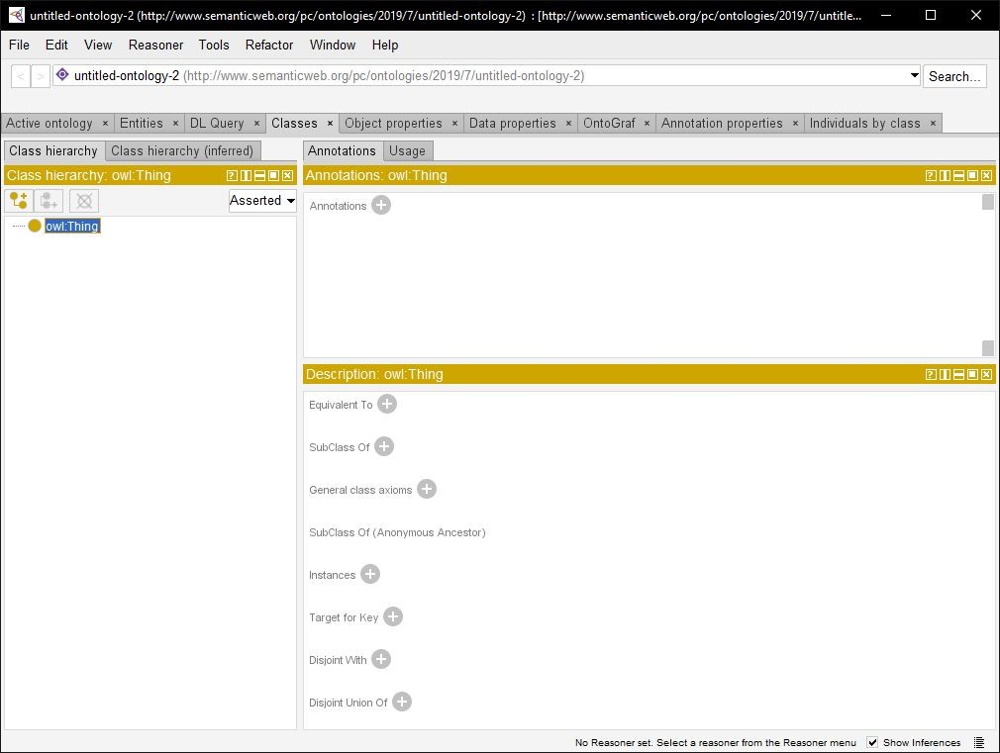 untitled-ontology-2 (http://www.semanticweb.org/pc/ontologies/2019/7/untitled-ontology-2) : [http://www.semanticweb.org/pc/ontologies/2019/7/untitle...
File Edit View Reasoner Tools Refactor Window Help
< > untitled-ontology-2 (http://www.semanticweb.org/pc/ontologies/2019/7/untitled-ontology-2) Search...
Active ontology × Entities × DL Query × Classes × Object properties × Data properties × OntoGraf × Annotation properties × Individuals by class ×
Class hierarchy Class hierarchy (inferred)
Class hierarchy: owl:Thing
Asserted
owl:Thing
Annotations Usage
Annotations: owl:Thing
Annotations
Description: owl:Thing
Equivalent To
SubClass Of
General class axioms
SubClass Of (Anonymous Ancestor)
Instances
Target for Key
Disjoint With
Disjoint Union Of
No Reasoner set. Select a reasoner from the Reasoner menu Show Inferences